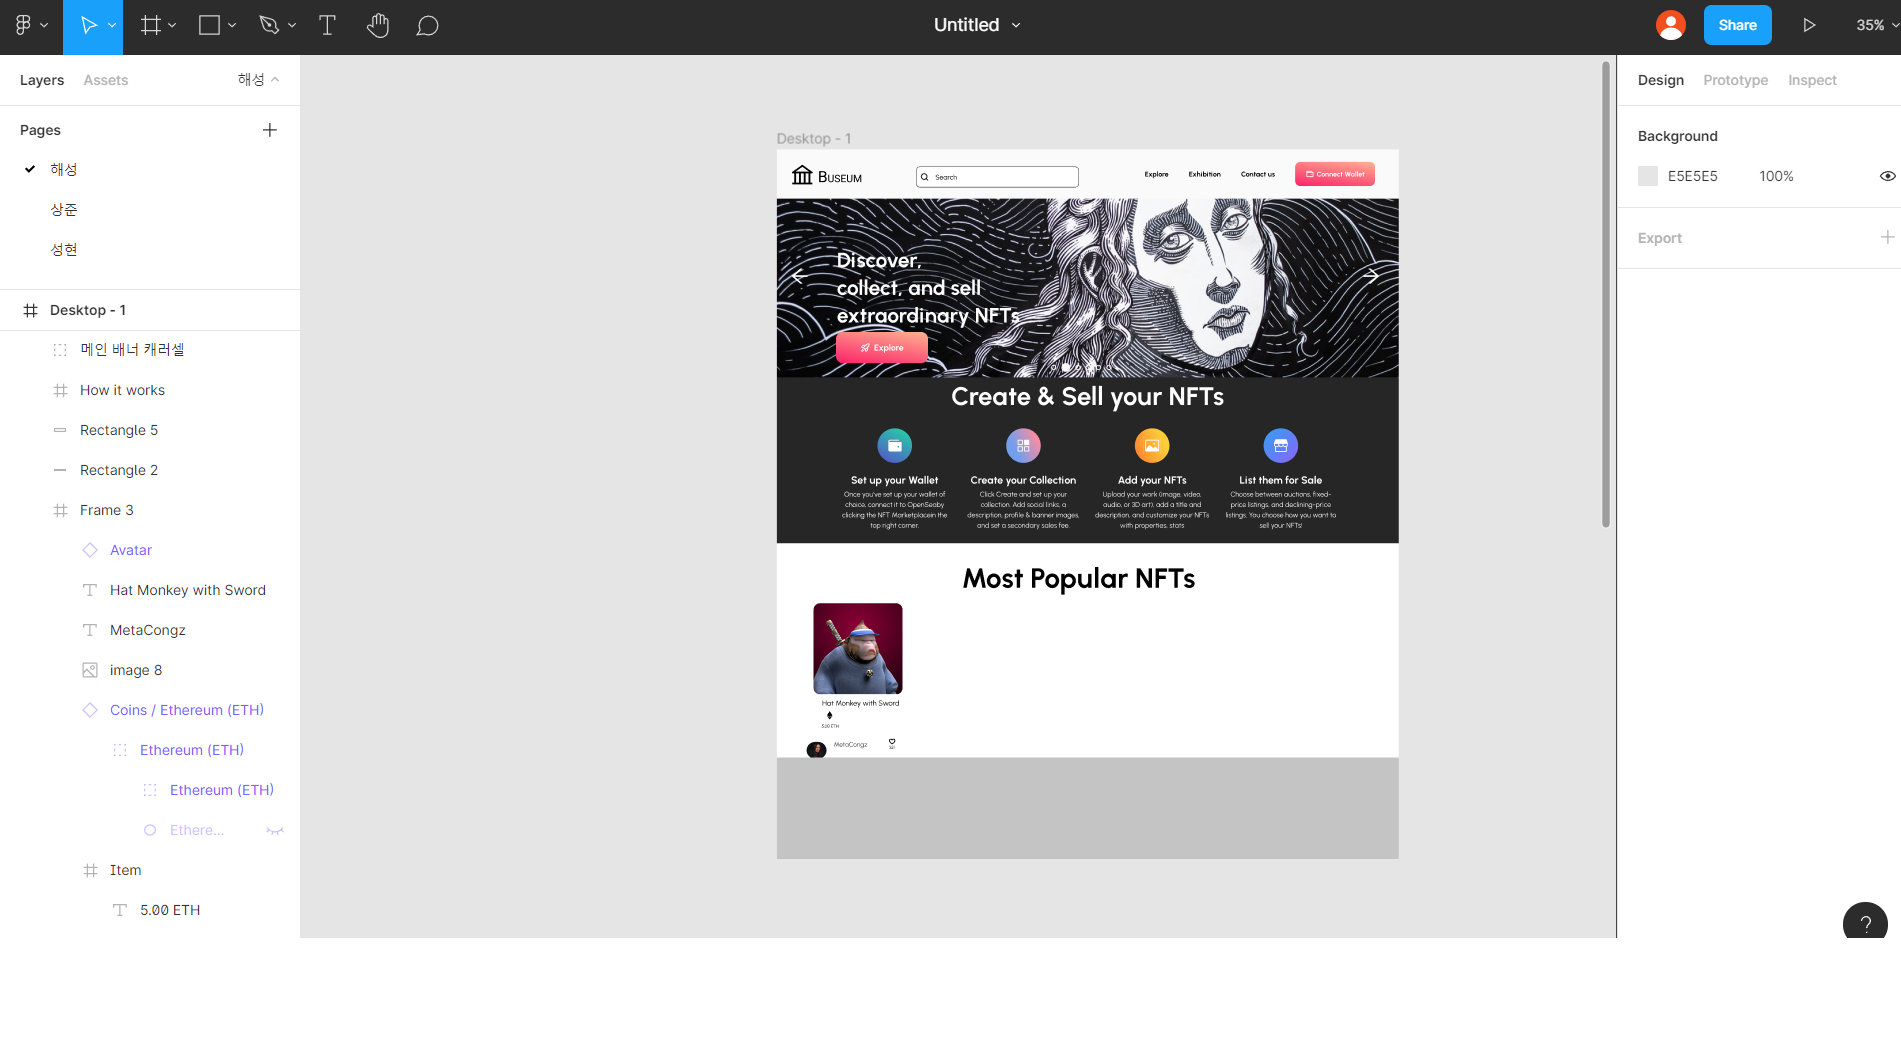 Untitled
Share
35%
Layers
Assets
해성
Pages
해성
상준
성현
Desktop - 1
메인 배너 캐러셀
How it works
Rectangle 5
Rectangle 2
Frame 3
Avatar
Hat Monkey with Sword
MetaCongz
image 8
Coins / Ethereum (ETH)
Ethereum (ETH)
Ethereum (ETH)
Ethere...
Item
5.00 ETH
Desktop - 1
BUSEUM
Search
Explore
Exhibition
Contact us
Connect Wallet
Discover,
collect, and sell
extraordinary NFTs
Explore
Create & Sell your NFTs
Set up your Wallet
Once you've set up your wallet of
choice, connect it to OpenSeaby
clicking the NFT Marketplacein the
top right corner.
Create your Collection
Click Create and set up your
collection. Add social links, a
description, profile & banner images,
and set a secondary sales fee.
Add your NFTs
Upload your work (image, video,
audio, or 3D art), add a title and
description, and customize your NFTs
with properties, stats
List them for Sale
Choose between auctions, fixed-
price listings, and declining-price
listings. You choose how you want to
sell your NFTs!
Most Popular NFTs
Hat Monkey with Sword
5.00 ETH
MetaCongz
Design
Prototype
Inspect
Background
E5E5E5
100%
Export
?